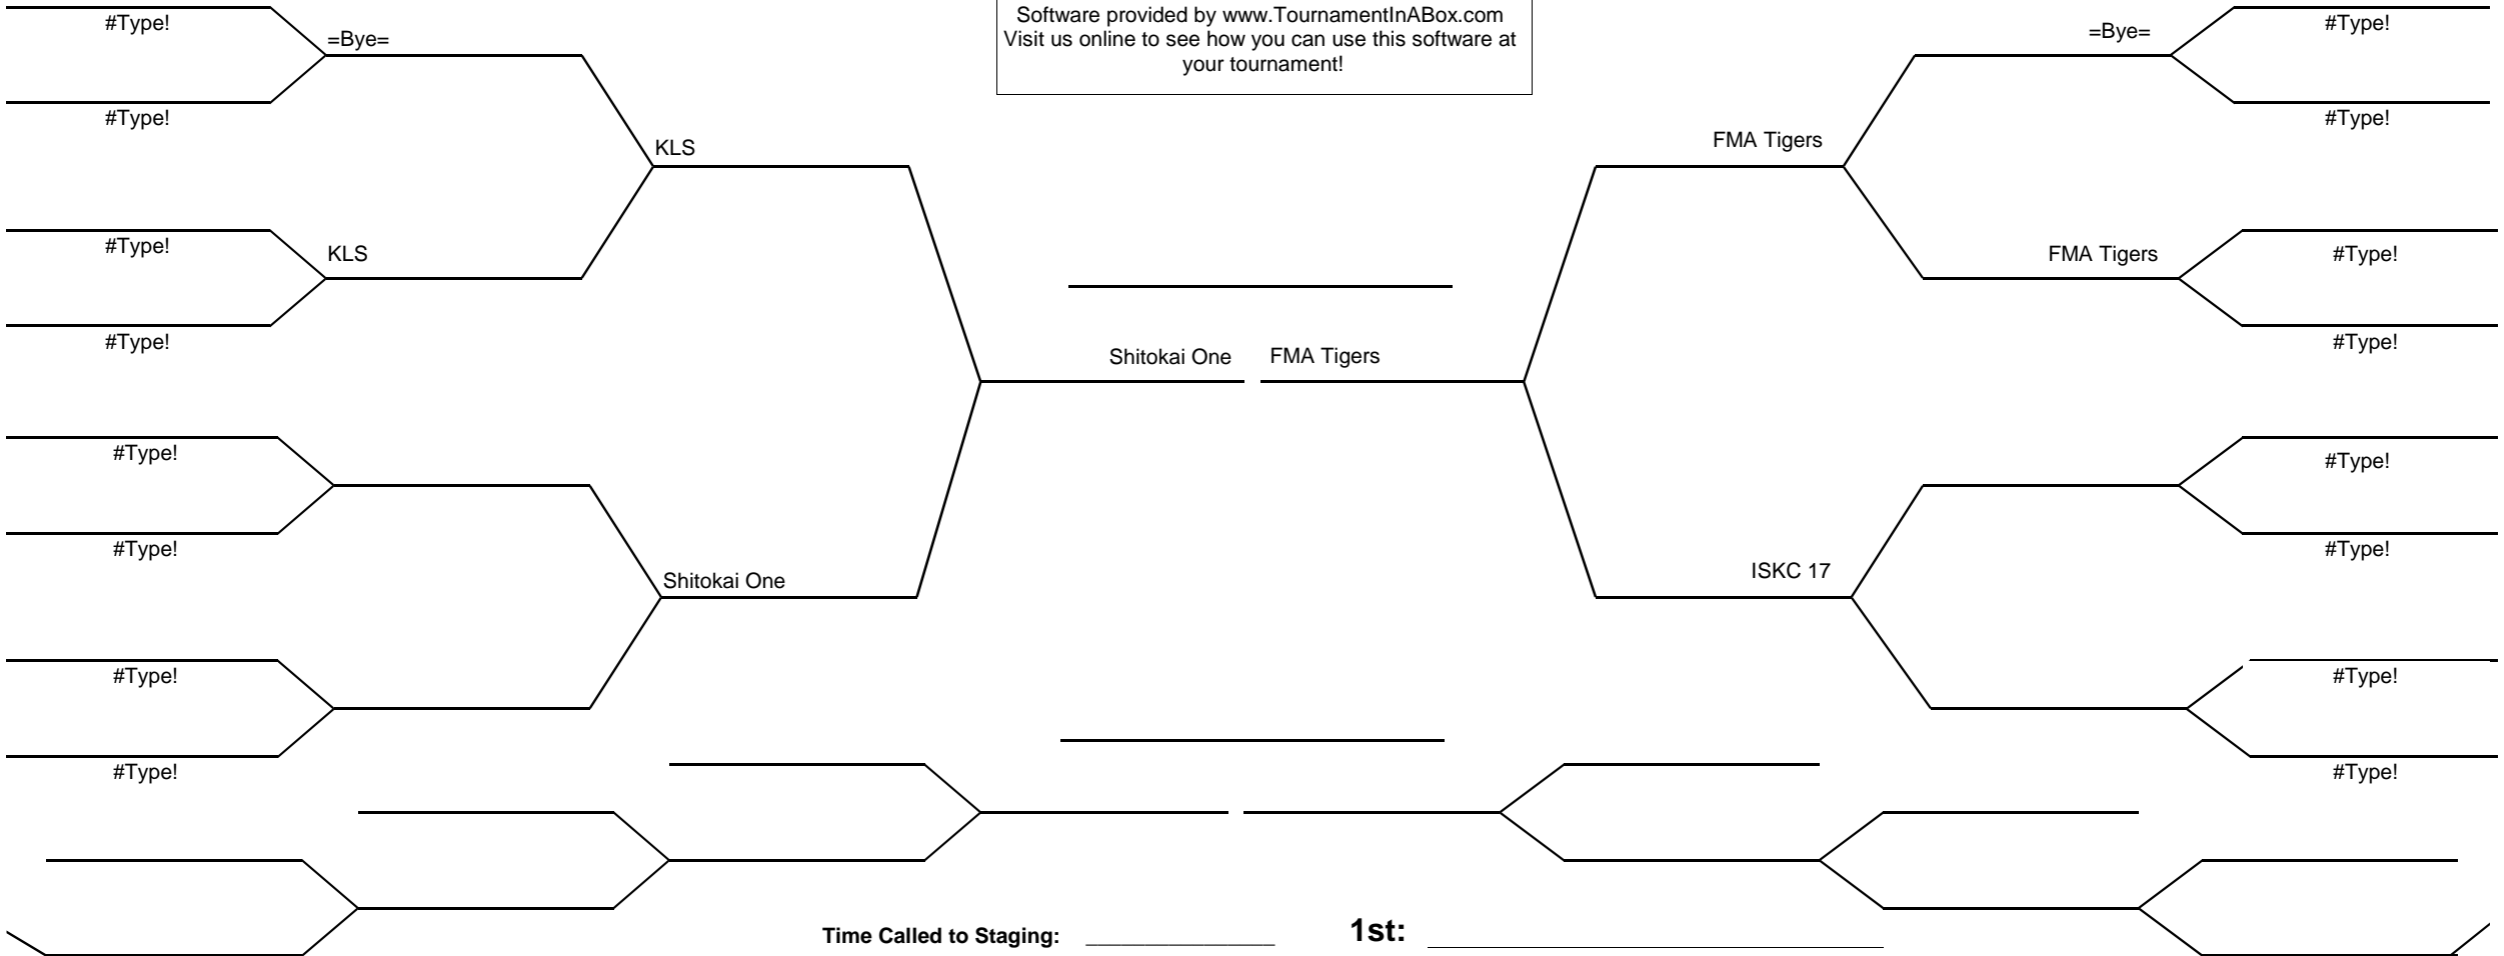 Software provided by www.TournamentInABox.com
Visit us online to see how you can use this software at
your tournament!
#Type!
=Bye=
=Bye=
#Type!
#Type!
#Type!
KLS
FMA Tigers
#Type!
KLS
FMA Tigers
#Type!
#Type!
#Type!
Shitokai One
FMA Tigers
#Type!
#Type!
#Type!
#Type!
Shitokai One
ISKC 17
#Type!
#Type!
#Type!
#Type!
Time Called to Staging: ________________
1st: ________________